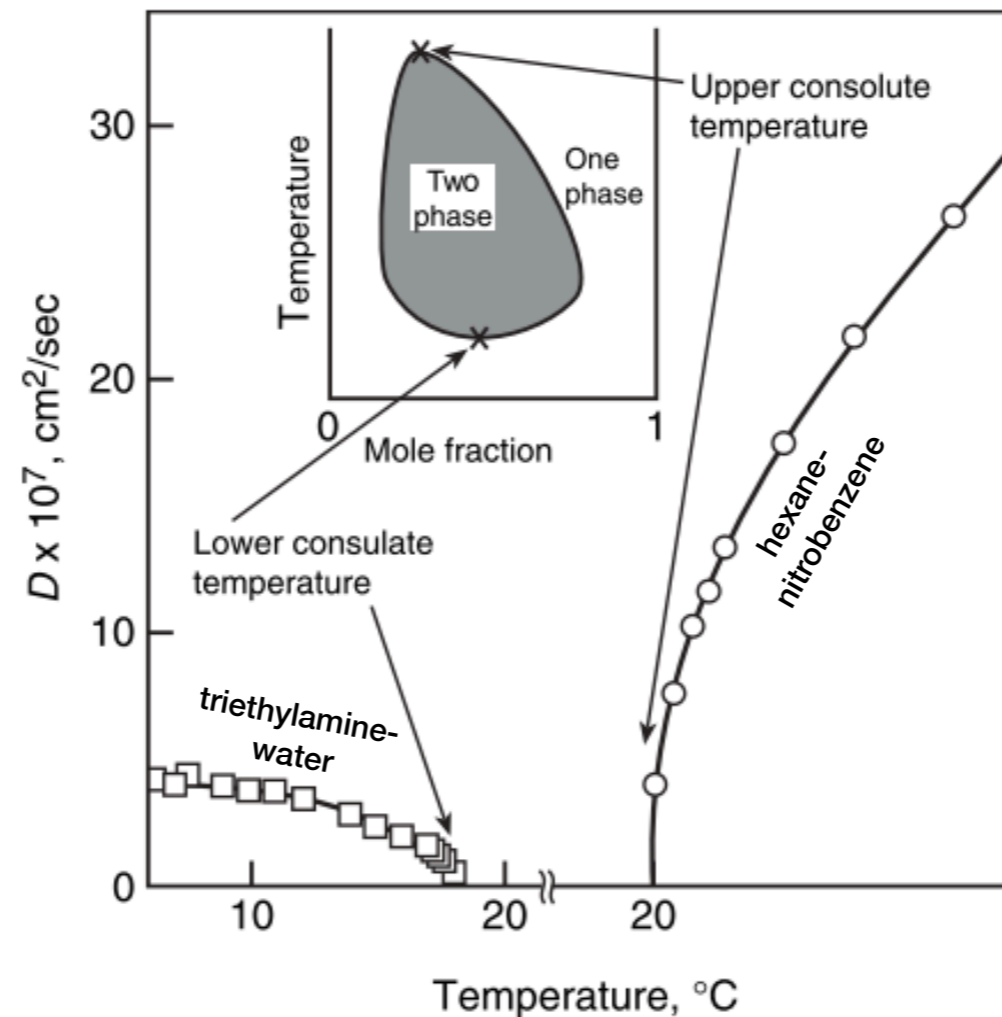 30
20
10
0
D x 10⁷, cm²/sec
Temperature
Two
phase
One
phase
0
1
Mole fraction
Upper consolute
temperature
Lower consulate
temperature
triethylamine-
water
hexane-
nitrobenzene
10
20
20
Temperature, °C